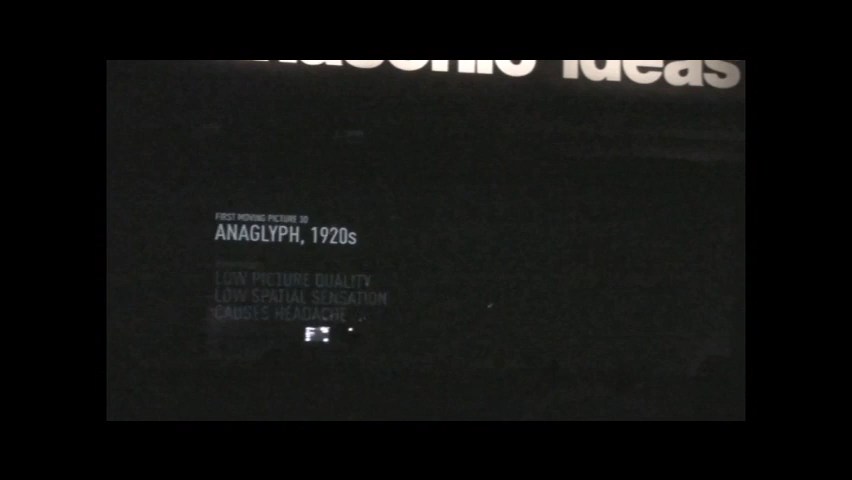 ideas
FIRST MOVING PICTURE 3D
ANAGLYPH, 1920s
LOW PICTURE QUALITY
LOW SPATIAL SENSATION
CAUSES HEADACHE